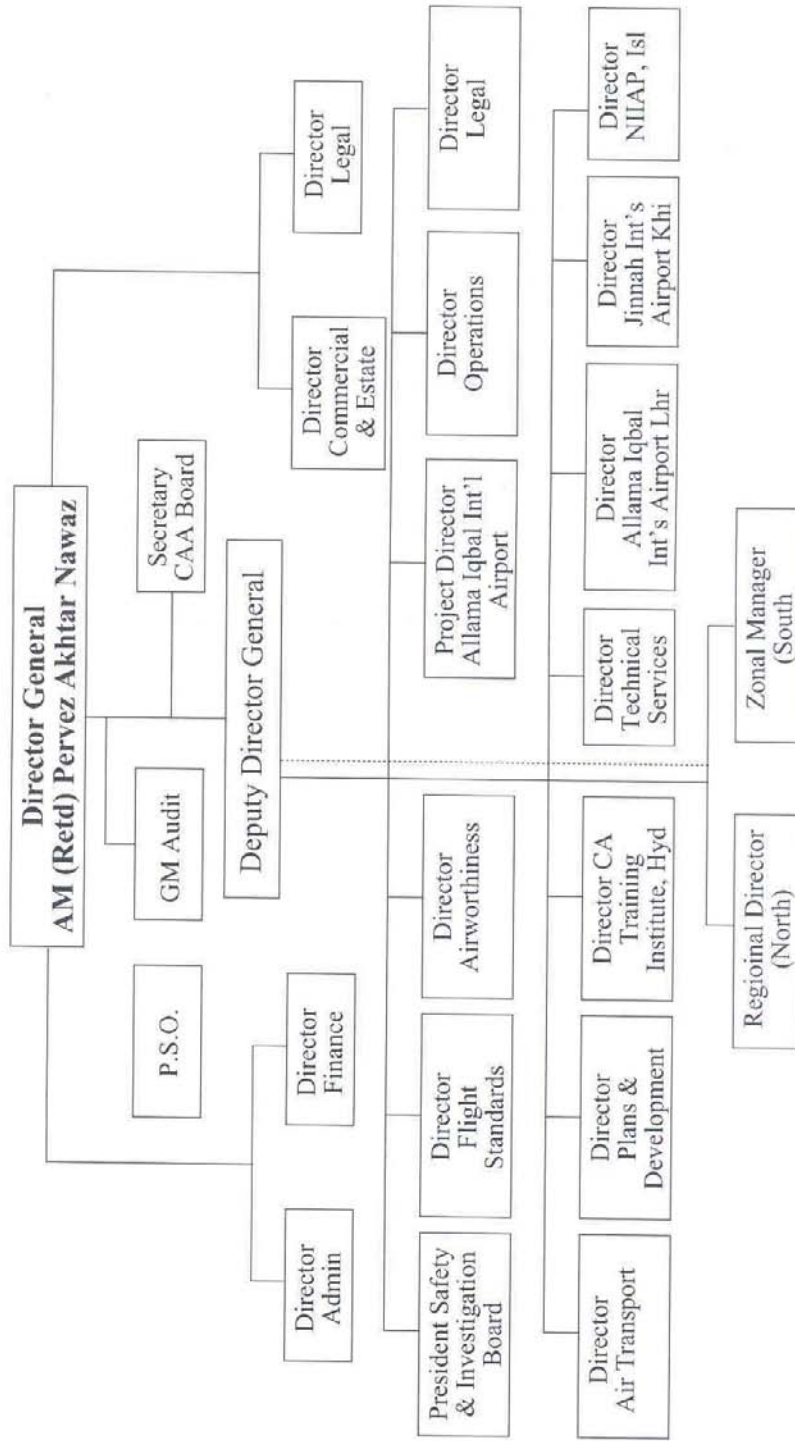 Director General
AM (Retd) Pervez Akhtar Nawaz
P.S.O.
GM Audit
Secretary
CAA Board
Deputy Director General
Director
Admin
Director
Finance
Director
Commercial
& Estate
Director
Legal
President Safety
& Investigation
Board
Director
Flight
Standards
Director
Airworthiness
Project Director
Allama Iqbal Int'l
Airport
Director
Operations
Director
Legal
Director
Air Transport
Director
Plans &
Development
Director CA
Training
Institute, Hyd
Director
Technical
Services
Director
Allama Iqbal
Int's Airport Lhr
Director
Jinnah Int's
Airport Khi
Director
NIIAP, Isl
Regioinal Director
(North)
Zonal Manager
(South